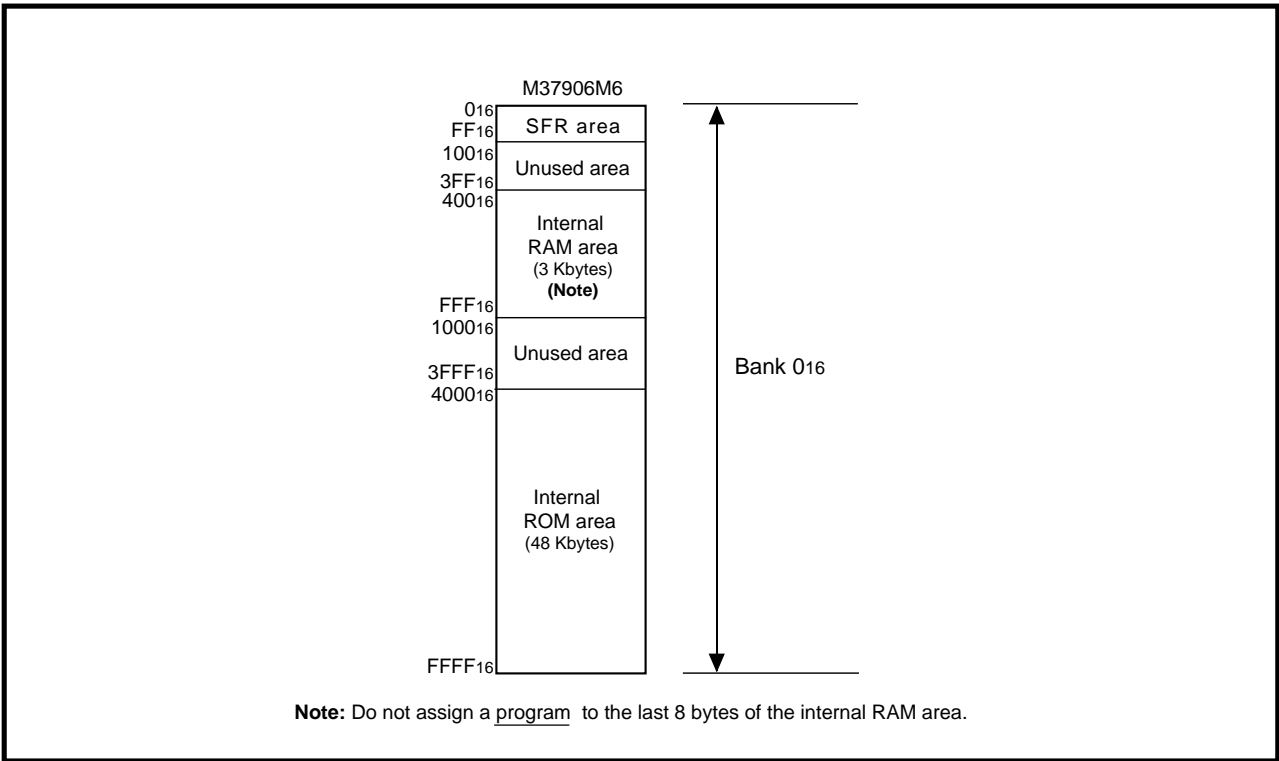 M37906M6
016
FF16
SFR area
10016
3FF16
Unused area
40016
Internal
RAM area
(3 Kbytes)
(Note)
FFF16
100016
Unused area
3FFF16
400016
Bank 016
Internal
ROM area
(48 Kbytes)
FFFF16
Note: Do not assign a program to the last 8 bytes of the internal RAM area.